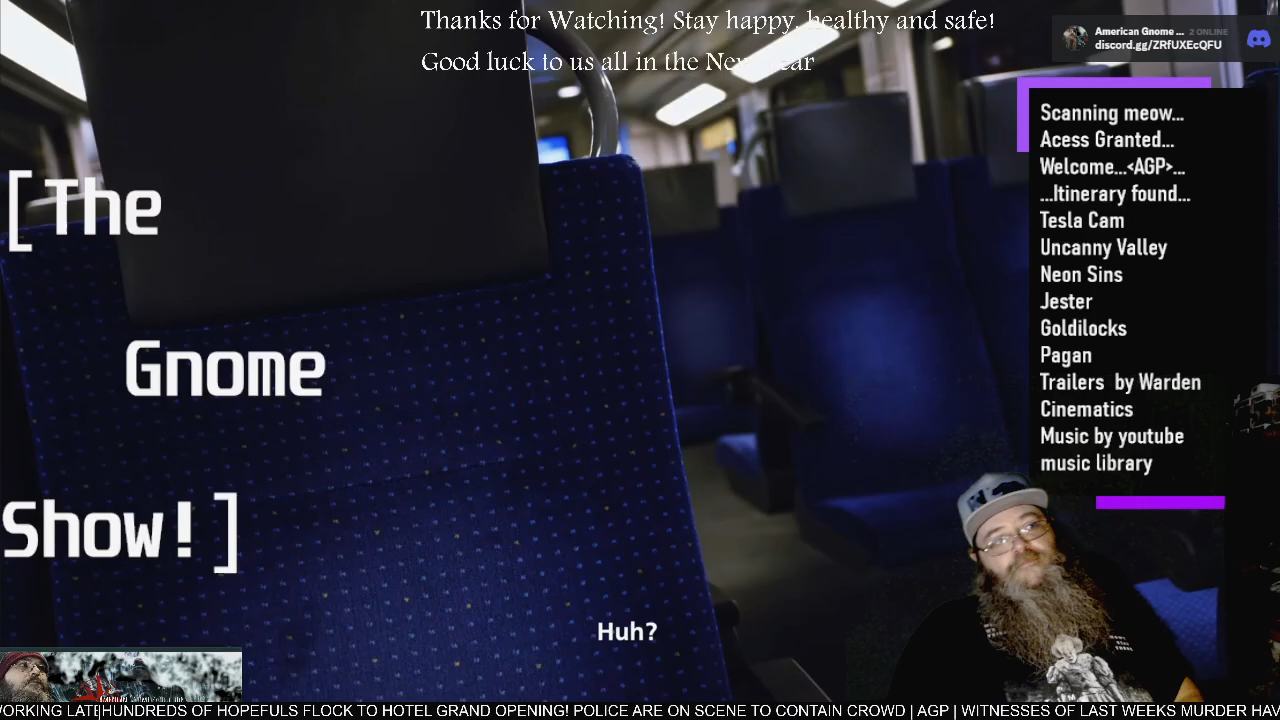 Thanks for Watching! Stay happy, healthy and safe!
Good luck to us all in the New Year
American Gnome ... 2 ONLINE
discord.gg/ZRfUXEcQFU
Scanning meow...
Acess Granted...
Welcome...<AGP>...
...Itinerary found...
Tesla Cam
Uncanny Valley
Neon Sins
Jester
Goldilocks
Pagan
Trailers by Warden
Cinematics
Music by youtube
music library
[The
Gnome
Show!]
Huh?
ORKING LATE|HUNDREDS OF HOPEFULS FLOCK TO HOTEL GRAND OPENING! POLICE ARE ON SCENE TO CONTAIN CROWD | AGP | WITNESSES OF LAST WEEKS MURDER HAV